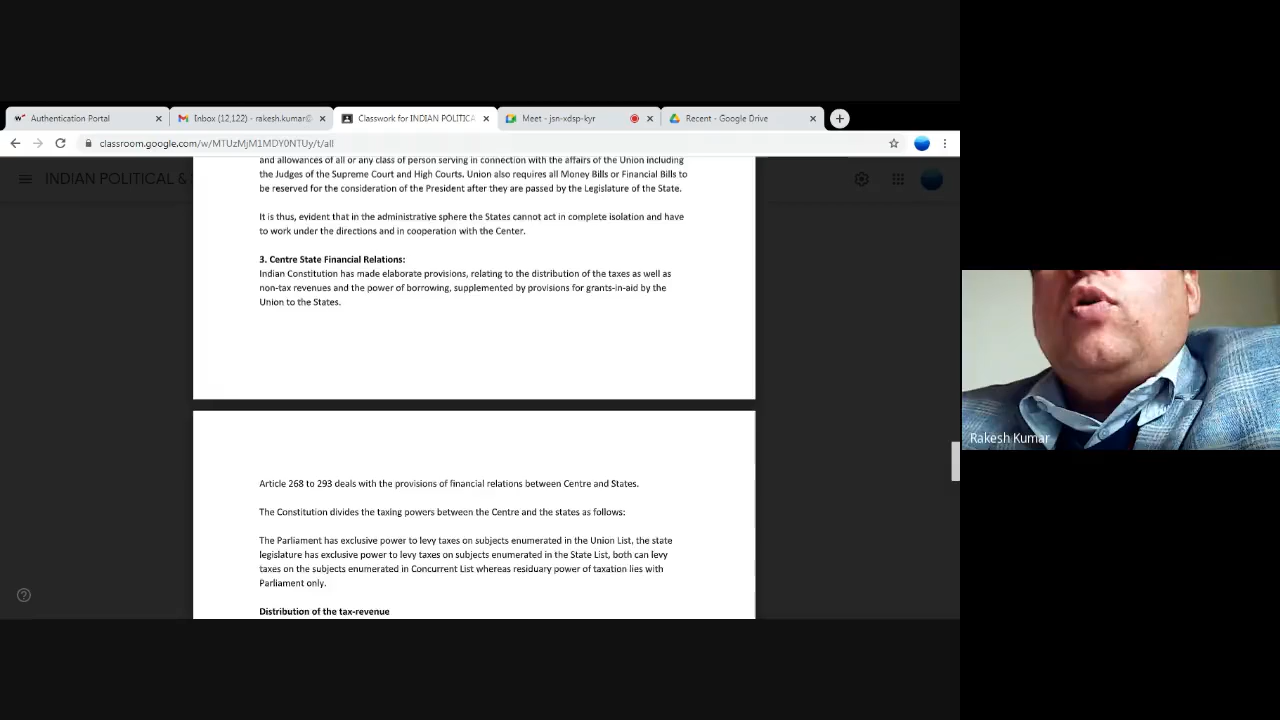 Authentication Portal
Inbox (12,122) - rakesh.kumar@
Classwork for INDIAN POLITICA
Meet - jsn-xdsp-kyr
Recent - Google Drive
classroom.google.com/w/MTUzMjM1MDY0NTUy/t/all
INDIAN POLITICAL &
and allowances of all or any class of person serving in connection with the affairs of the Union including
the Judges of the Supreme Court and High Courts. Union also requires all Money Bills or Financial Bills to
be reserved for the consideration of the President after they are passed by the Legislature of the State.
It is thus, evident that in the administrative sphere the States cannot act in complete isolation and have
to work under the directions and in cooperation with the Center.
3. Centre State Financial Relations:
Indian Constitution has made elaborate provisions, relating to the distribution of the taxes as well as
non-tax revenues and the power of borrowing, supplemented by provisions for grants-in-aid by the
Union to the States.
Article 268 to 293 deals with the provisions of financial relations between Centre and States.
The Constitution divides the taxing powers between the Centre and the states as follows:
The Parliament has exclusive power to levy taxes on subjects enumerated in the Union List, the state
legislature has exclusive power to levy taxes on subjects enumerated in the State List, both can levy
taxes on the subjects enumerated in Concurrent List whereas residuary power of taxation lies with
Parliament only.
Distribution of the tax-revenue
Rakesh Kumar